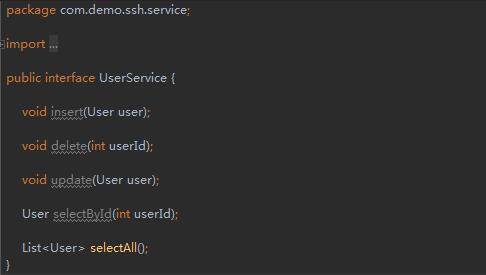 package com.demo.ssh.service;
import ...
public interface UserService {
void insert(User user);
void delete(int userId);
void update(User user);
User selectById(int userId);
List<User> selectAll();
}